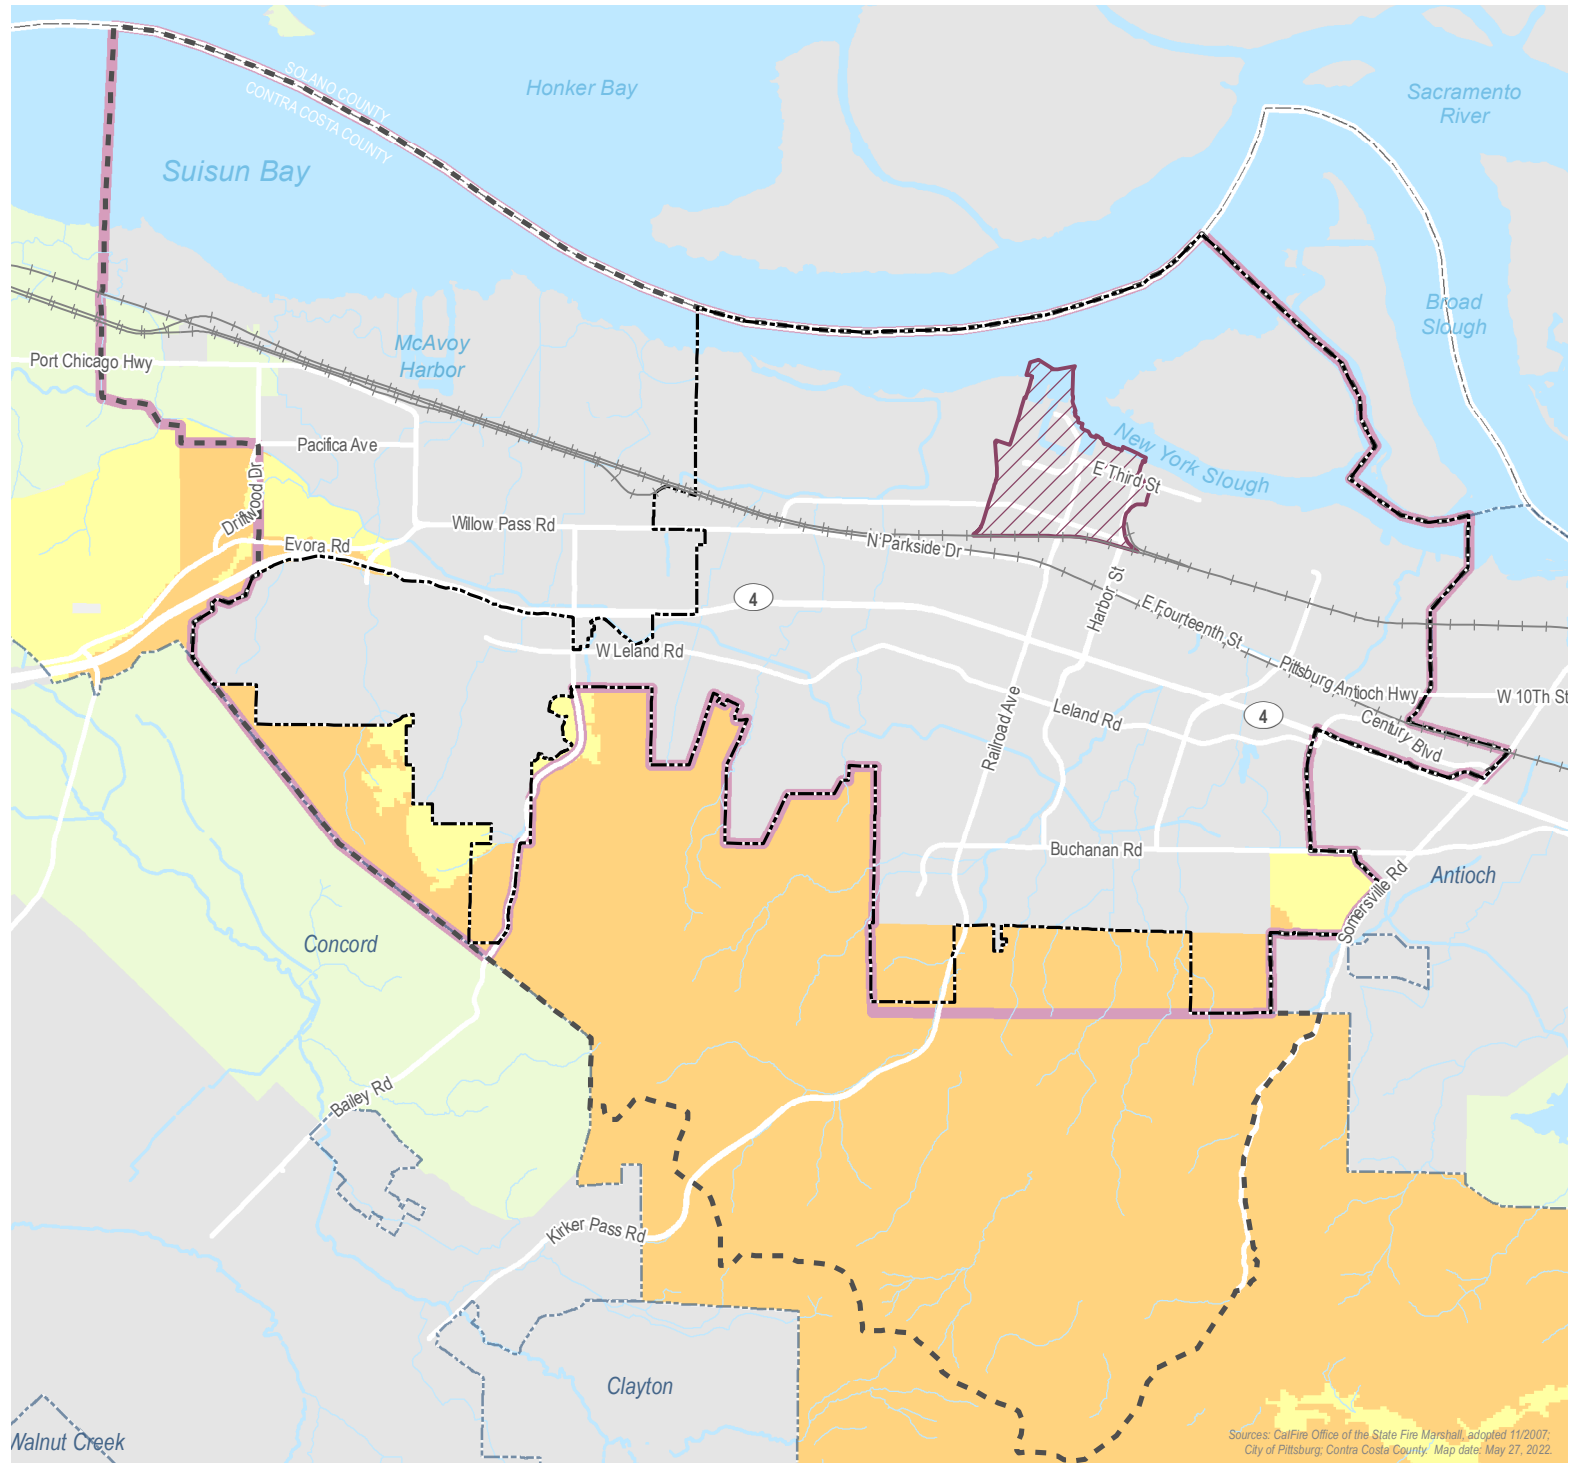 SOLANO COUNTY
CONTRA COSTA COUNTY
Honker Bay
Sacramento
River
Suisun Bay
Broad
Slough
McAvoy
Harbor
Port Chicago Hwy
Pacifica Ave
New York Slough
E Third St
Driftwood Dr
Willow Pass Rd
Evora Rd
N Parkside Dr
4
Harbor St
E Fourteenth St
W Leland Rd
Pittsburg Antioch Hwy
W 10Th St
Railroad Ave
Leland Rd
4
Century Blvd
Buchanan Rd
Antioch
Somersville Rd
Concord
Bailey Rd
Kirker Pass Rd
Clayton
Walnut Creek
Sources: CalFire Office of the State Fire Marshall, adopted 11/2007;
City of Pittsburg; Contra Costa County. Map date: May 27, 2022.